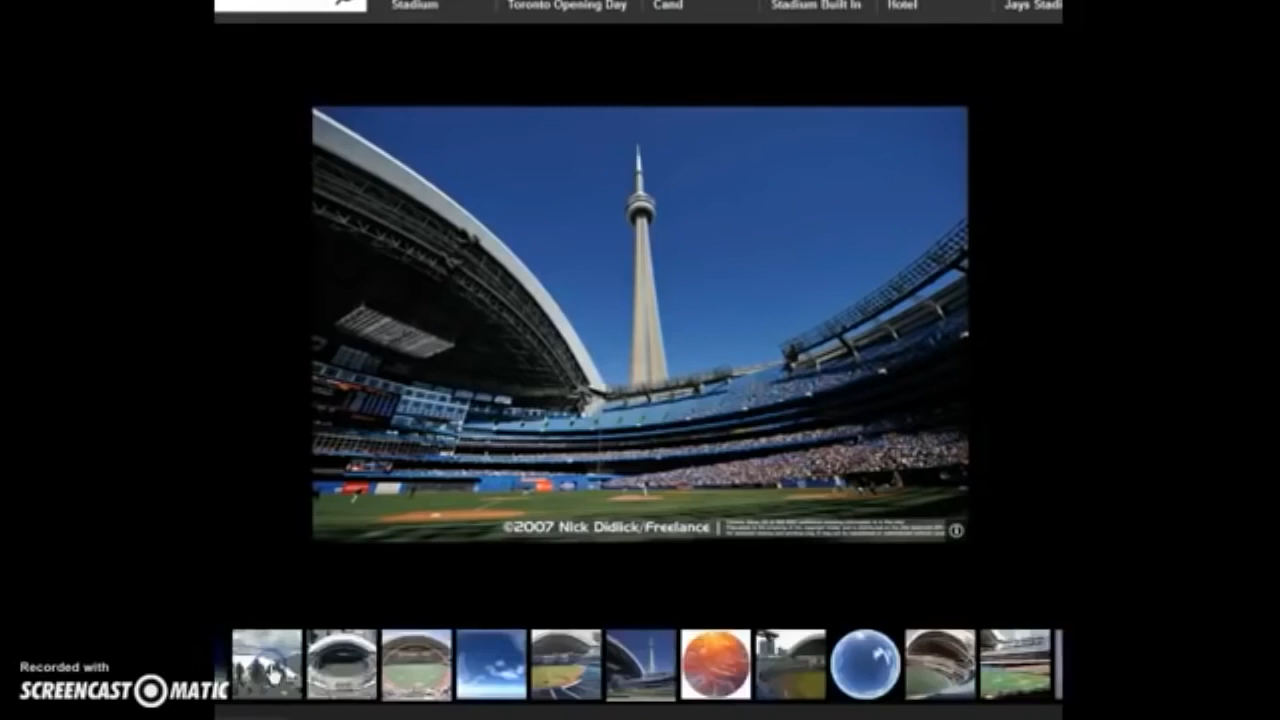 Stadium
Toronto Opening Day
Cand
Stadium Built In
Hotel
Jays Stadi
©2007 Nick Didlick/Freelance |
Recorded with
SCREENCAST MATIC